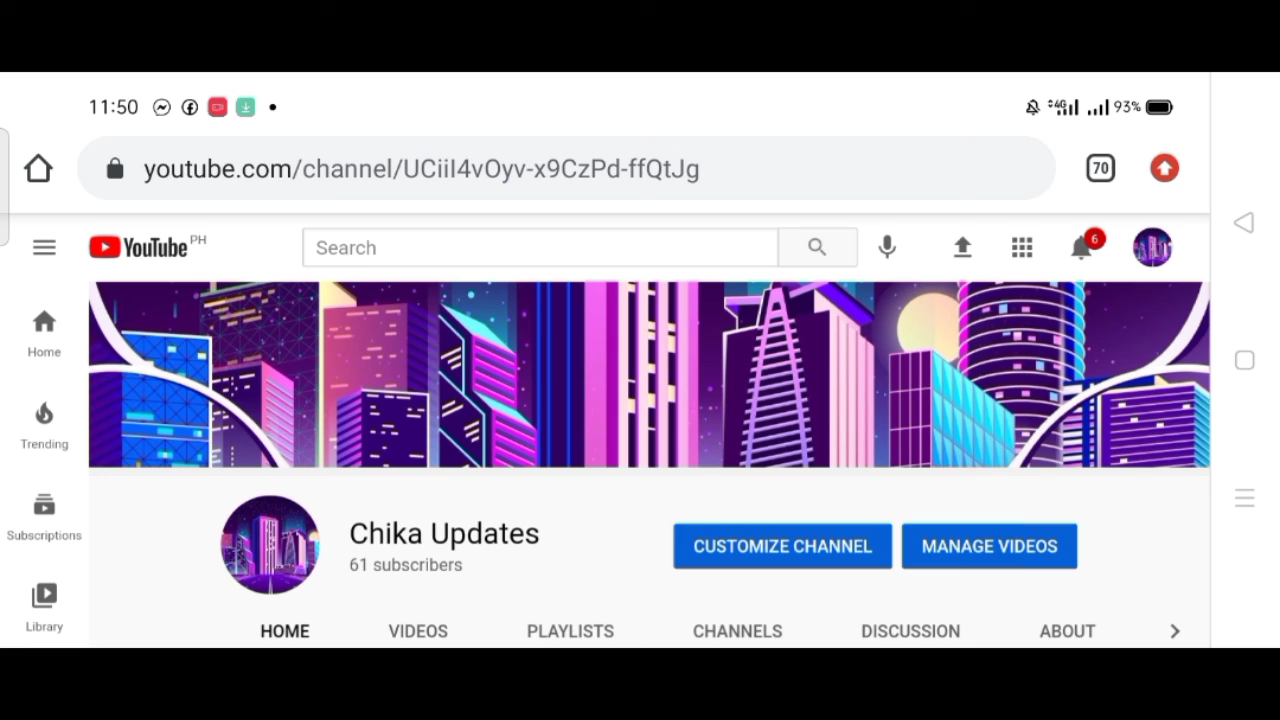 11:50 4G 93%
youtube.com/channel/UCiiI4vOyv-x9CzPd-ffQtJg 70
YouTube PH Search 6
Home
Trending
Subscriptions
Library
Chika Updates
61 subscribers
CUSTOMIZE CHANNEL MANAGE VIDEOS
HOME VIDEOS PLAYLISTS CHANNELS DISCUSSION ABOUT